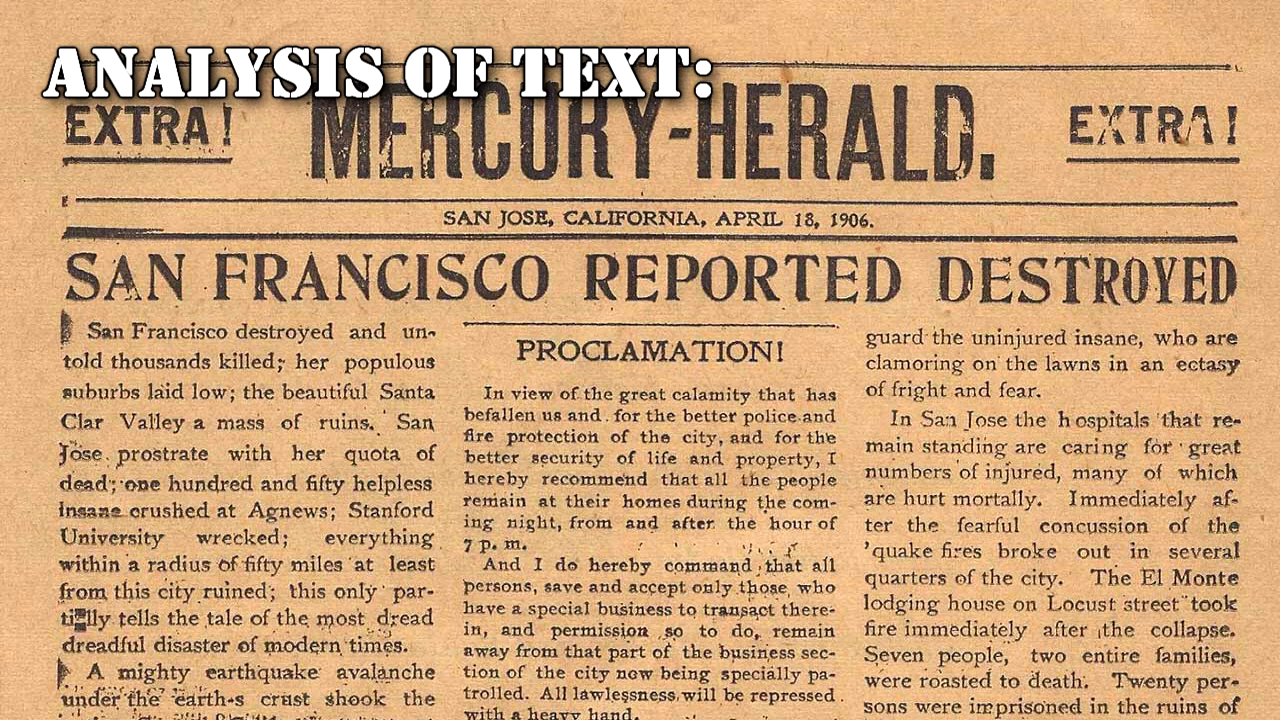 ANALYSIS OF TEXT:
EXTRA!
MERCURY-HERALD.
EXTRA!
SAN JOSE, CALIFORNIA, APRIL 18, 1906.
SAN FRANCISCO REPORTED DESTROYED
San Francisco destroyed and un-
told thousands killed; her populous
suburbs laid low; the beautiful Santa
Clar Valley a mass of ruins. San
Jose prostrate with her quota of
dead; one hundred and fifty helpless
insane crushed at Agnews; Stanford
University wrecked; everything
within a radius of fifty miles at least
from this city ruined; this only par-
tially tells the tale of the most dread
dreadful disaster of modern times.
A mighty earthquake avalanche
under the earth-s crust shook the
PROCLAMATION!
In view of the great calamity that has
befallen us and for the better police and
fire protection of the city, and for the
better security of life and property, I
hereby recommend that all the people
remain at their homes during the com-
ing night, from and after the hour of
7 p. m.
And I do hereby command that all
persons, save and accept only those who
have a special business to transact there-
in, and permission so to do, remain
away from that part of the business sec-
tion of the city now being specially pa-
trolled. All lawlessness will be repressed
with a heavy hand.
guard the uninjured insane, who are
clamoring on the lawns in an ectasy
of fright and fear.
In San Jose the hospitals that re-
main standing are caring for great
numbers of injured, many of which
are hurt mortally. Immediately af-
ter the fearful concussion of the
'quake fires broke out in several
quarters of the city. The El Monte
lodging house on Locust street took
fire immediately after the collapse.
Seven people, two entire families,
were roasted to death. Twenty per-
sons were imprisoned in the ruins of